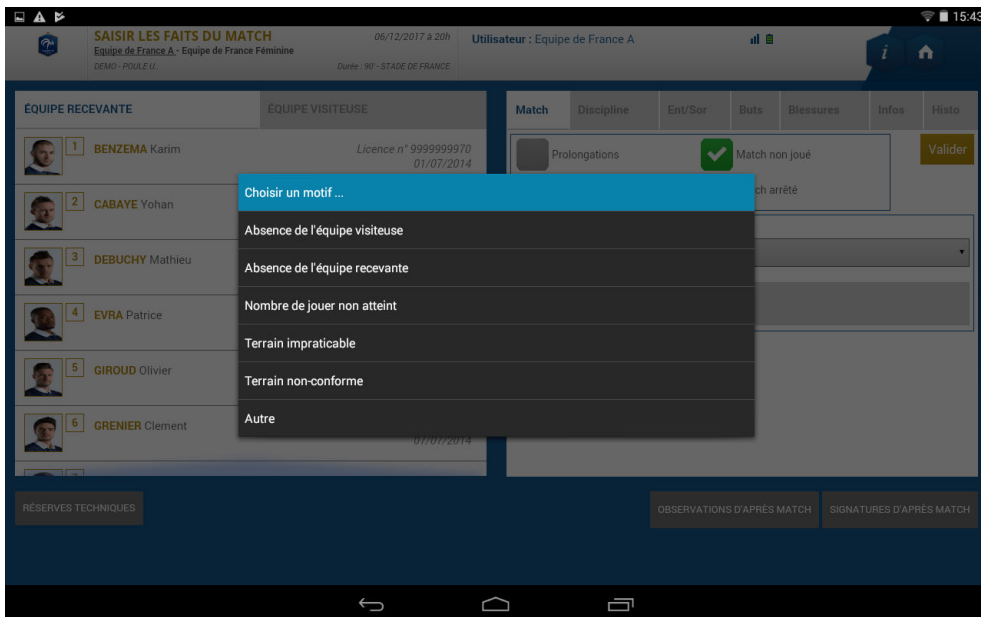 15:43
SAISIR LES FAITS DU MATCH
06/12/2017 à 20h
Utilisateur : Equipe de France A
Equipe de France A - Equipe de France Féminine
DEMO - POULE U.
Durée : 90' - STADE DE FRANCE
i
ÉQUIPE RECEVANTE
ÉQUIPE VISITEUSE
Match
Discipline
Ent/Sor
Buts
Blessures
Infos
Histo
1 BENZEMA Karim
Licence n° 9999999970
01/07/2014
Prolongations
Match non joué
Valider
ch arrêté
2 CABAYE Yohan
3 DEBUCHY Mathieu
4 EVRA Patrice
5 GIROUD Olivier
6 GRENIER Clement
07/07/2014
Choisir un motif ...
Absence de l'équipe visiteuse
Absence de l'équipe recevante
Nombre de jouer non atteint
Terrain impraticable
Terrain non-conforme
Autre
RÉSERVES TECHNIQUES
OBSERVATIONS D'APRÈS MATCH
SIGNATURES D'APRÈS MATCH